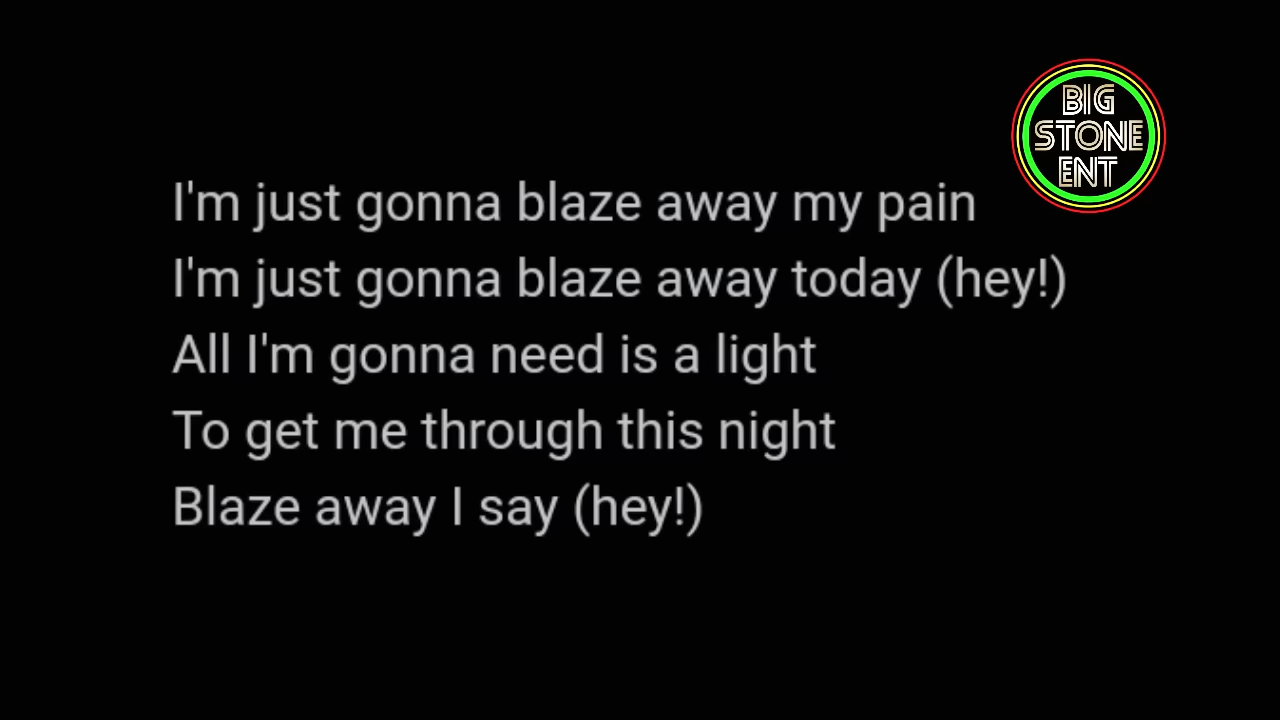 BIG
STONE
ENT
I'm just gonna blaze away my pain
I'm just gonna blaze away today (hey!)
All I'm gonna need is a light
To get me through this night
Blaze away I say (hey!)